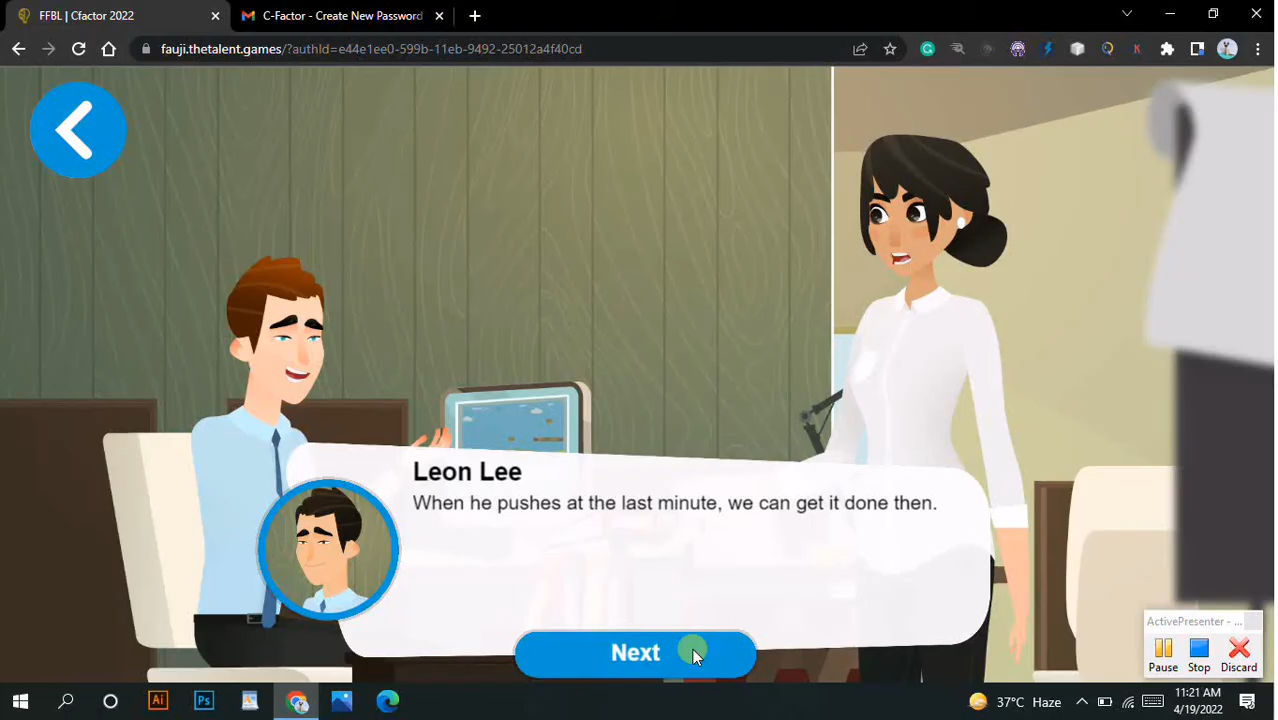 FFBL | Cfactor 2022
C-Factor - Create New Password
fauji.thetalent.games/?authId=e44e1ee0-599b-11eb-9492-25012a4f40cd
Leon Lee
When he pushes at the last minute, we can get it done then.
Next
ActivePresenter - ...
Pause Stop Discard
Ai Ps
37°C Haze
11:21 AM
4/19/2022